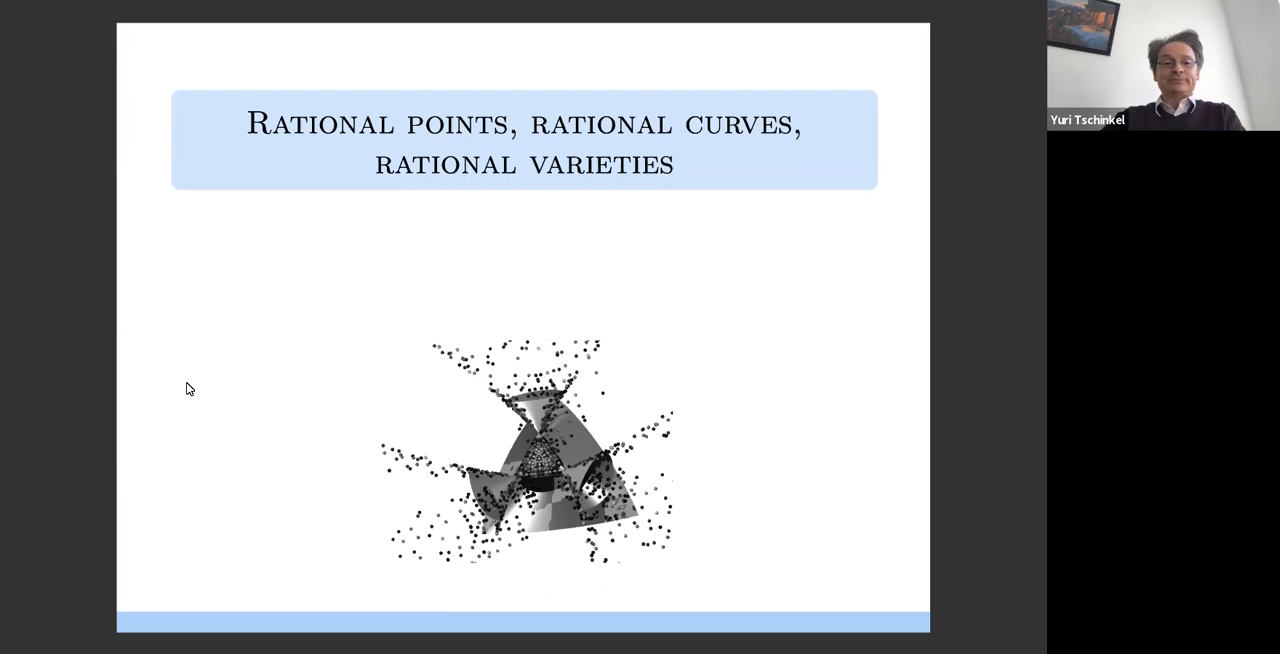 Rational points, rational curves,
rational varieties
Yuri Tschinkel